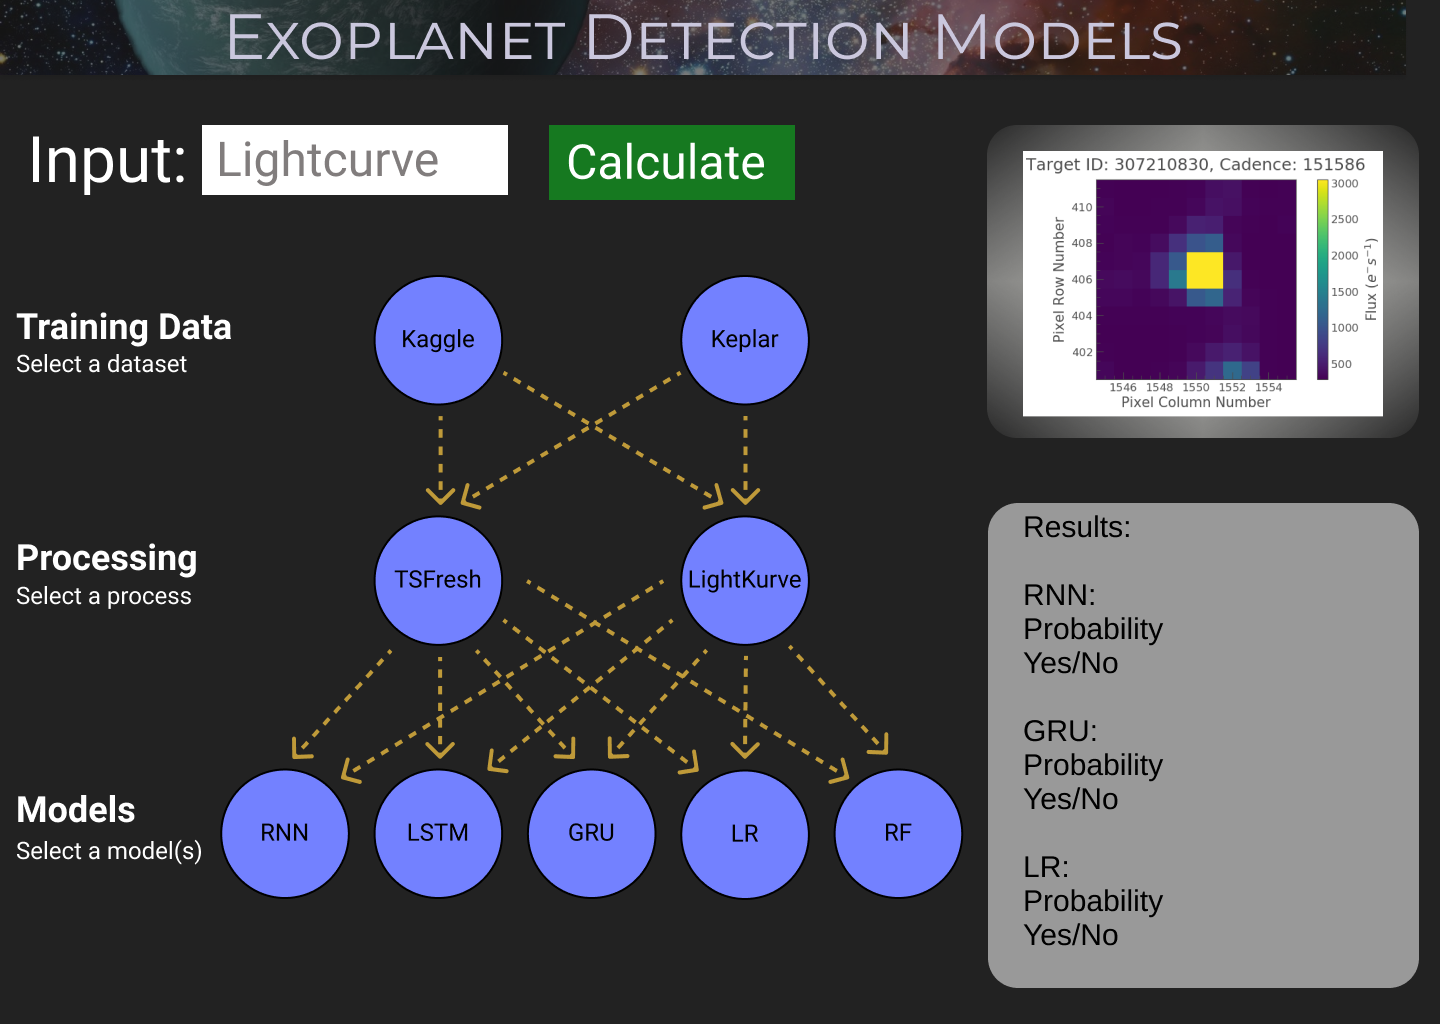 Exoplanet Detection Models
Input: Lightcurve Calculate
Target ID: 307210830, Cadence: 151586
Pixel Row Number
410
408
406
404
402
1546 1548 1550 1552 1554
Pixel Column Number
3000
2500
2000
1500
1000
500
Flux (e⁻s⁻¹)
Training Data
Select a dataset
Kaggle Keplar
Processing
Select a process
TSFresh LightKurve
Models
Select a model(s)
RNN LSTM GRU LR RF
Results:
RNN:
Probability
Yes/No
GRU:
Probability
Yes/No
LR:
Probability
Yes/No